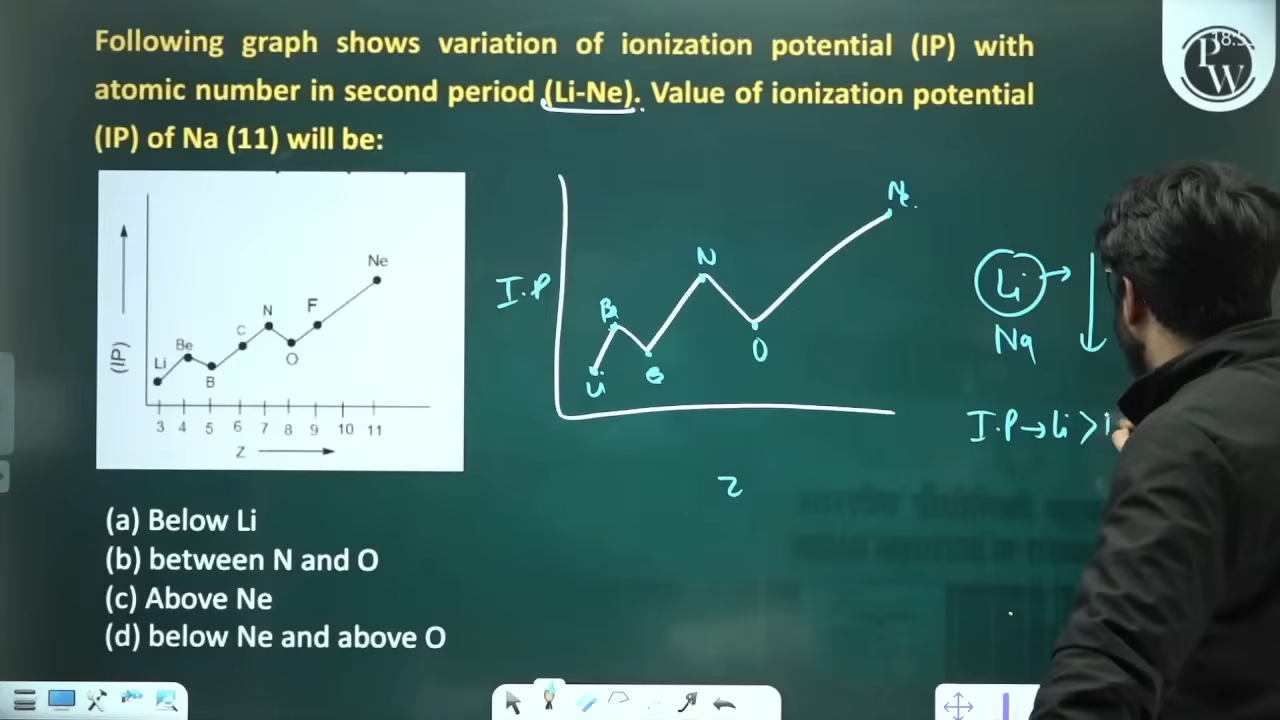 Following graph shows variation of ionization potential (IP) with
atomic number in second period (Li-Ne). Value of ionization potential
(IP) of Na (11) will be:
PW
Ne
N
F
C
Be
Li
O
B
(IP)
3 4 5 6 7 8 9 10 11
Z
I.P
Li
Be
B
N
O
Ne
Z
Li
Na
I.P→Li >
(a) Below Li
(b) between N and O
(c) Above Ne
(d) below Ne and above O